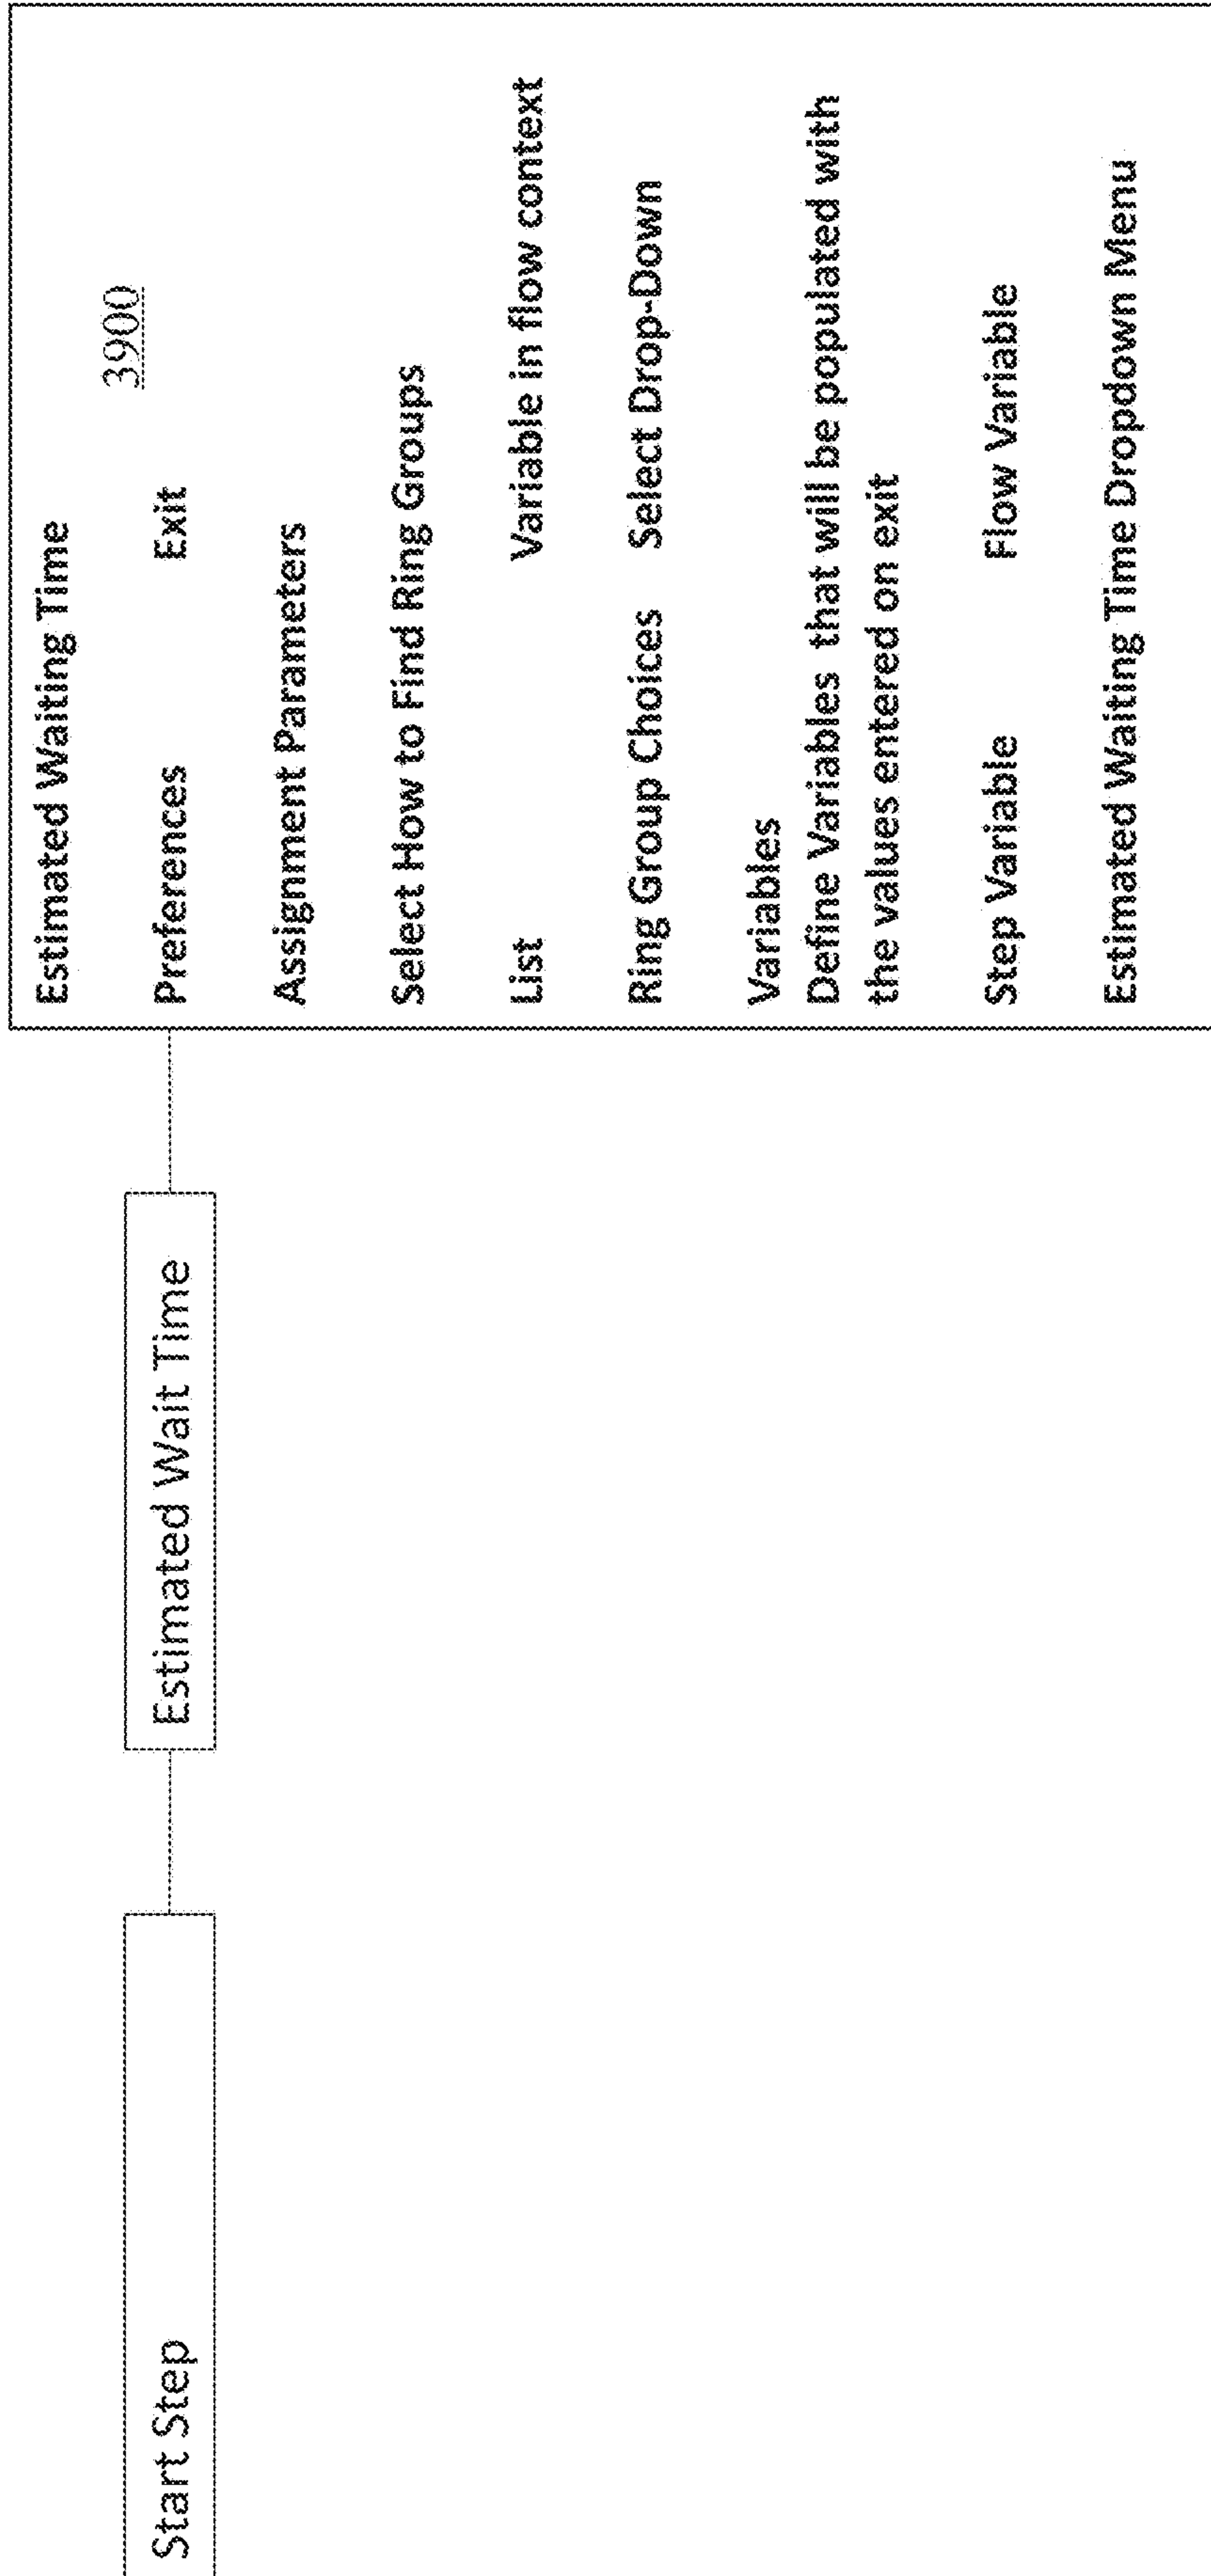 Start Step
Estimated Wait Time
Estimated Waiting Time
3900
Preferences Exit
Assignment Parameters
Select How to Find Ring Groups
List Variable in flow context
Ring Group Choices Select Drop-Down
Variables
Define Variables that will be populated with
the values entered on exit
Step Variable Flow Variable
Estimated Waiting Time Dropdown Menu